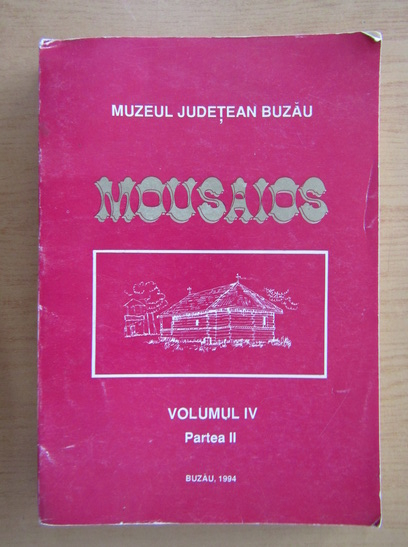 MUZEUL JUDEȚEAN BUZĂU
MOUSAIOS
VOLUMUL IV
Partea II
BUZĂU, 1994